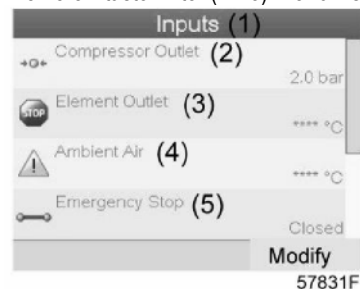 Inputs (1)
Compressor Outlet (2)
2.0 bar
STOP
Element Outlet (3)
**** °C
Ambient Air (4)
**** °C
Emergency Stop (5)
Closed
Modify
57831F